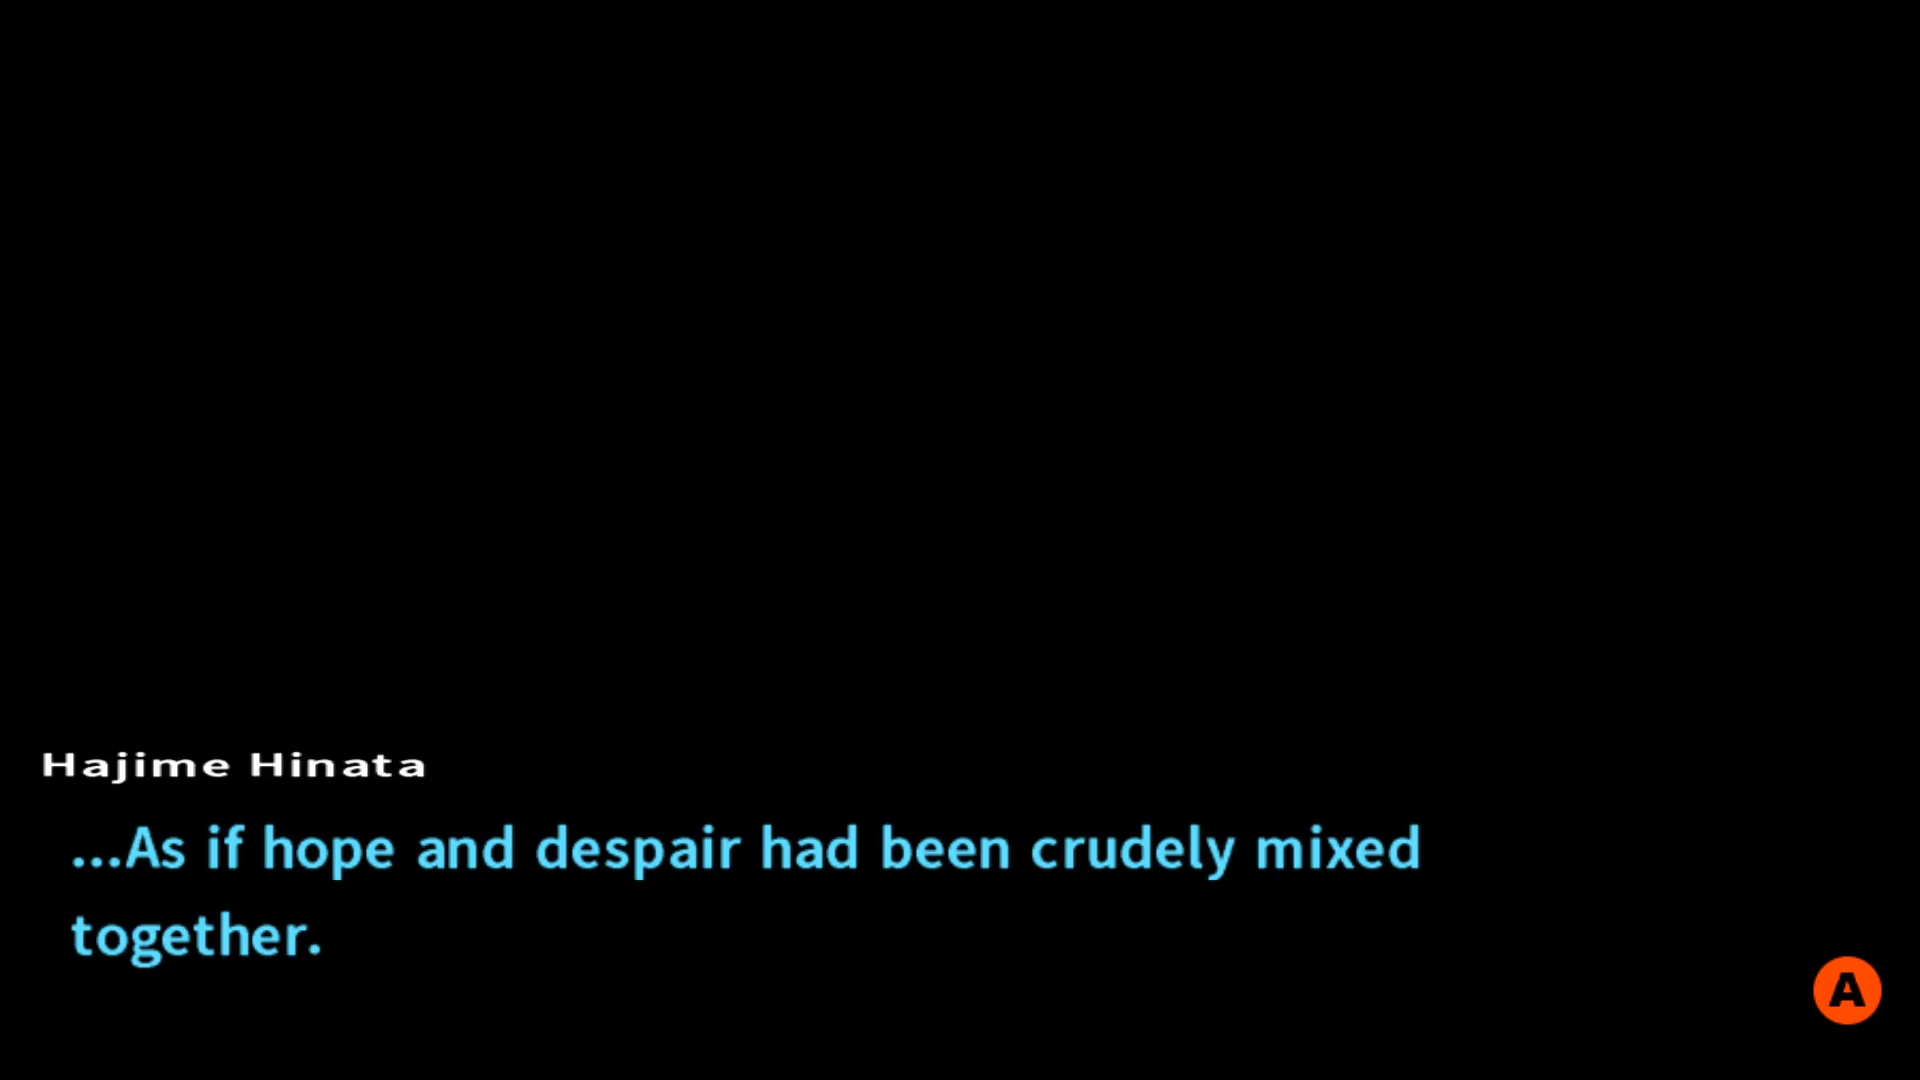 Hajime Hinata
...As if hope and despair had been crudely mixed
together.
A